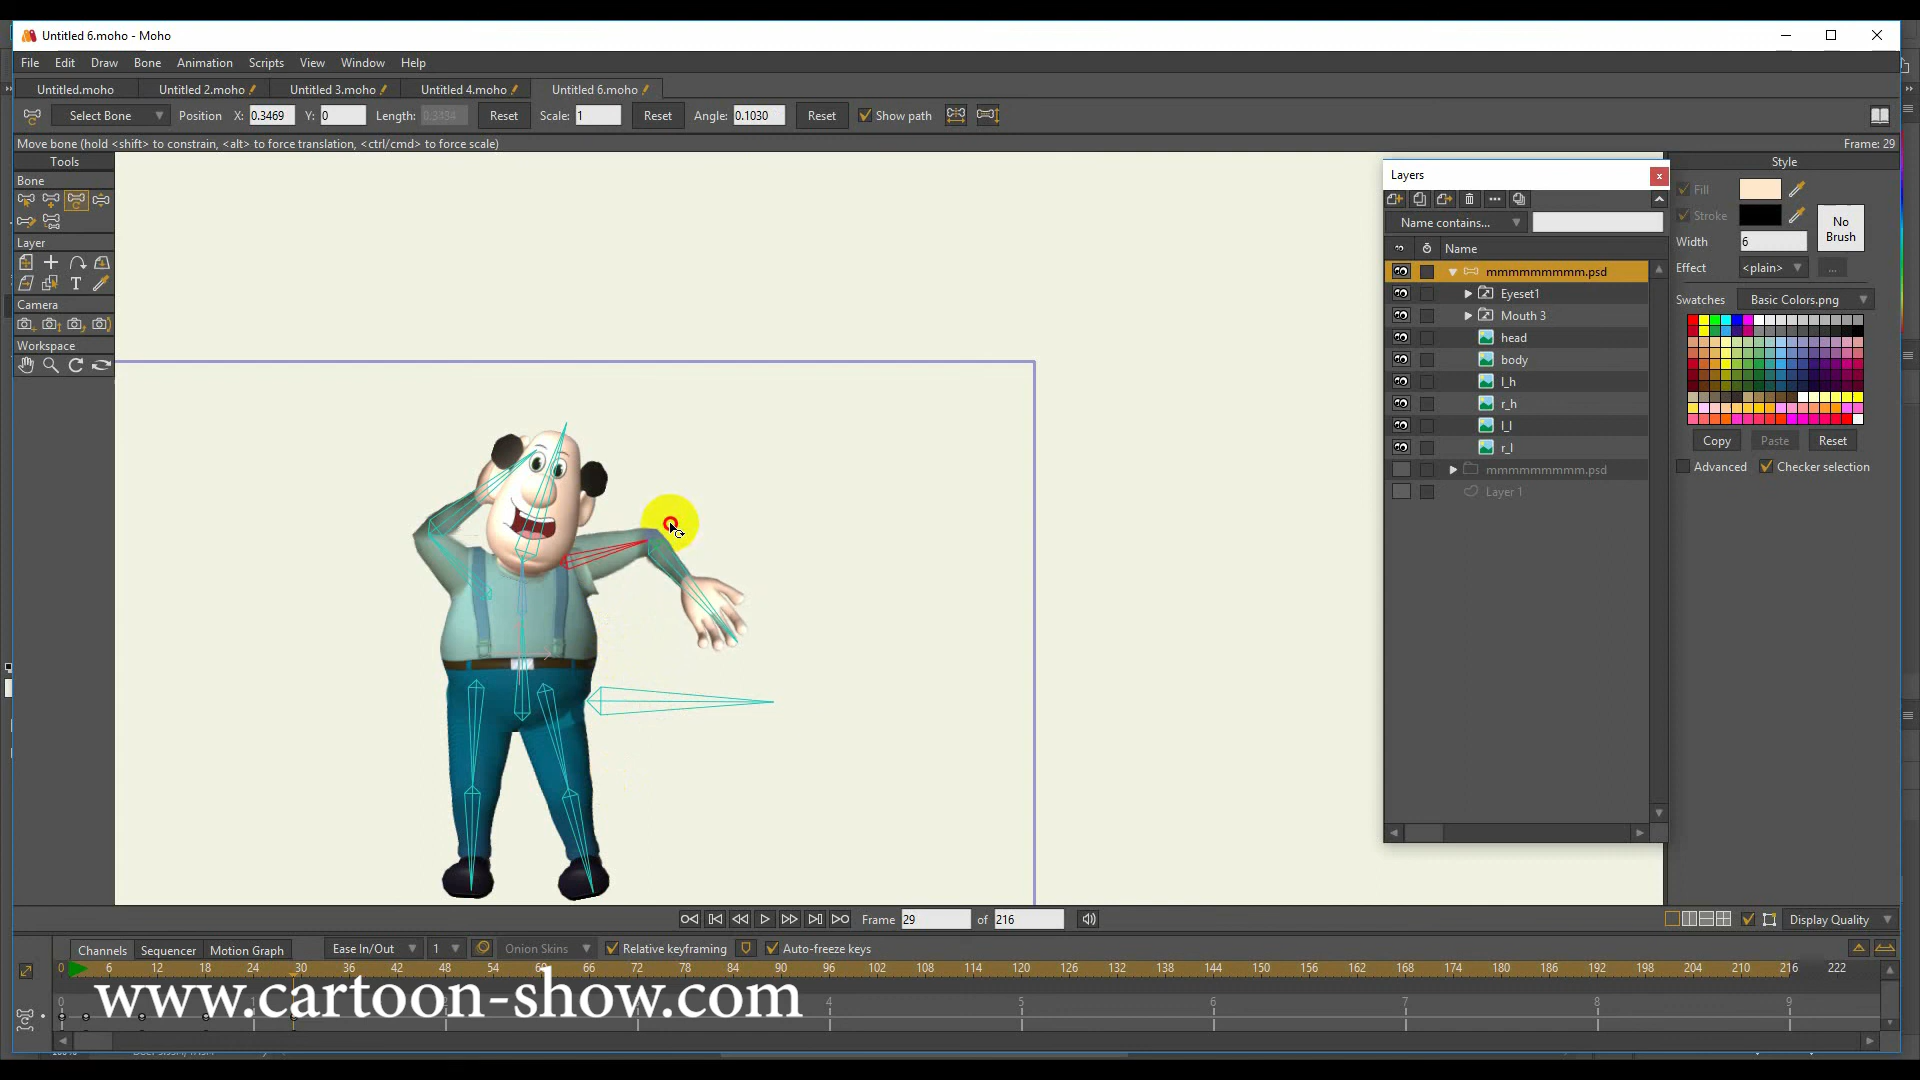 Untitled 6.moho - Moho
File Edit Draw Bone Animation Scripts View Window Help
Untitled.moho Untitled 2.moho Untitled 3.moho Untitled 4.moho Untitled 6.moho
Select Bone Position X: 0.3469 Y: 0 Length: 0.3484 Reset Scale: 1 Reset Angle: 0.1030 Reset Show path
Move bone (hold <shift> to constrain, <alt> to force translation, <ctrl/cmd> to force scale) Frame: 29
Tools
Bone
Layer
T
Camera
Workspace
Layers
Name contains...
Name
mmmmmmmmm.psd
Eyeset1
Mouth 3
head
body
l_h
r_h
l_l
r_l
mmmmmmmmm.psd
Layer 1
Style
Fill
Stroke
No Brush
Width 6
Effect <plain> ...
Swatches Basic Colors.png
Copy Paste Reset
Advanced Checker selection
Frame 29 of 216 Display Quality
Channels Sequencer Motion Graph Ease In/Out 1 Onion Skins Relative keyframing Auto-freeze keys
0 6 12 18 24 30 36 42 48 54 60 66 72 78 84 90 96 102 108 114 120 126 132 138 144 150 156 162 168 174 180 186 192 198 204 210 216 222
0 4 5 6 7 8 9
www.cartoon-show.com